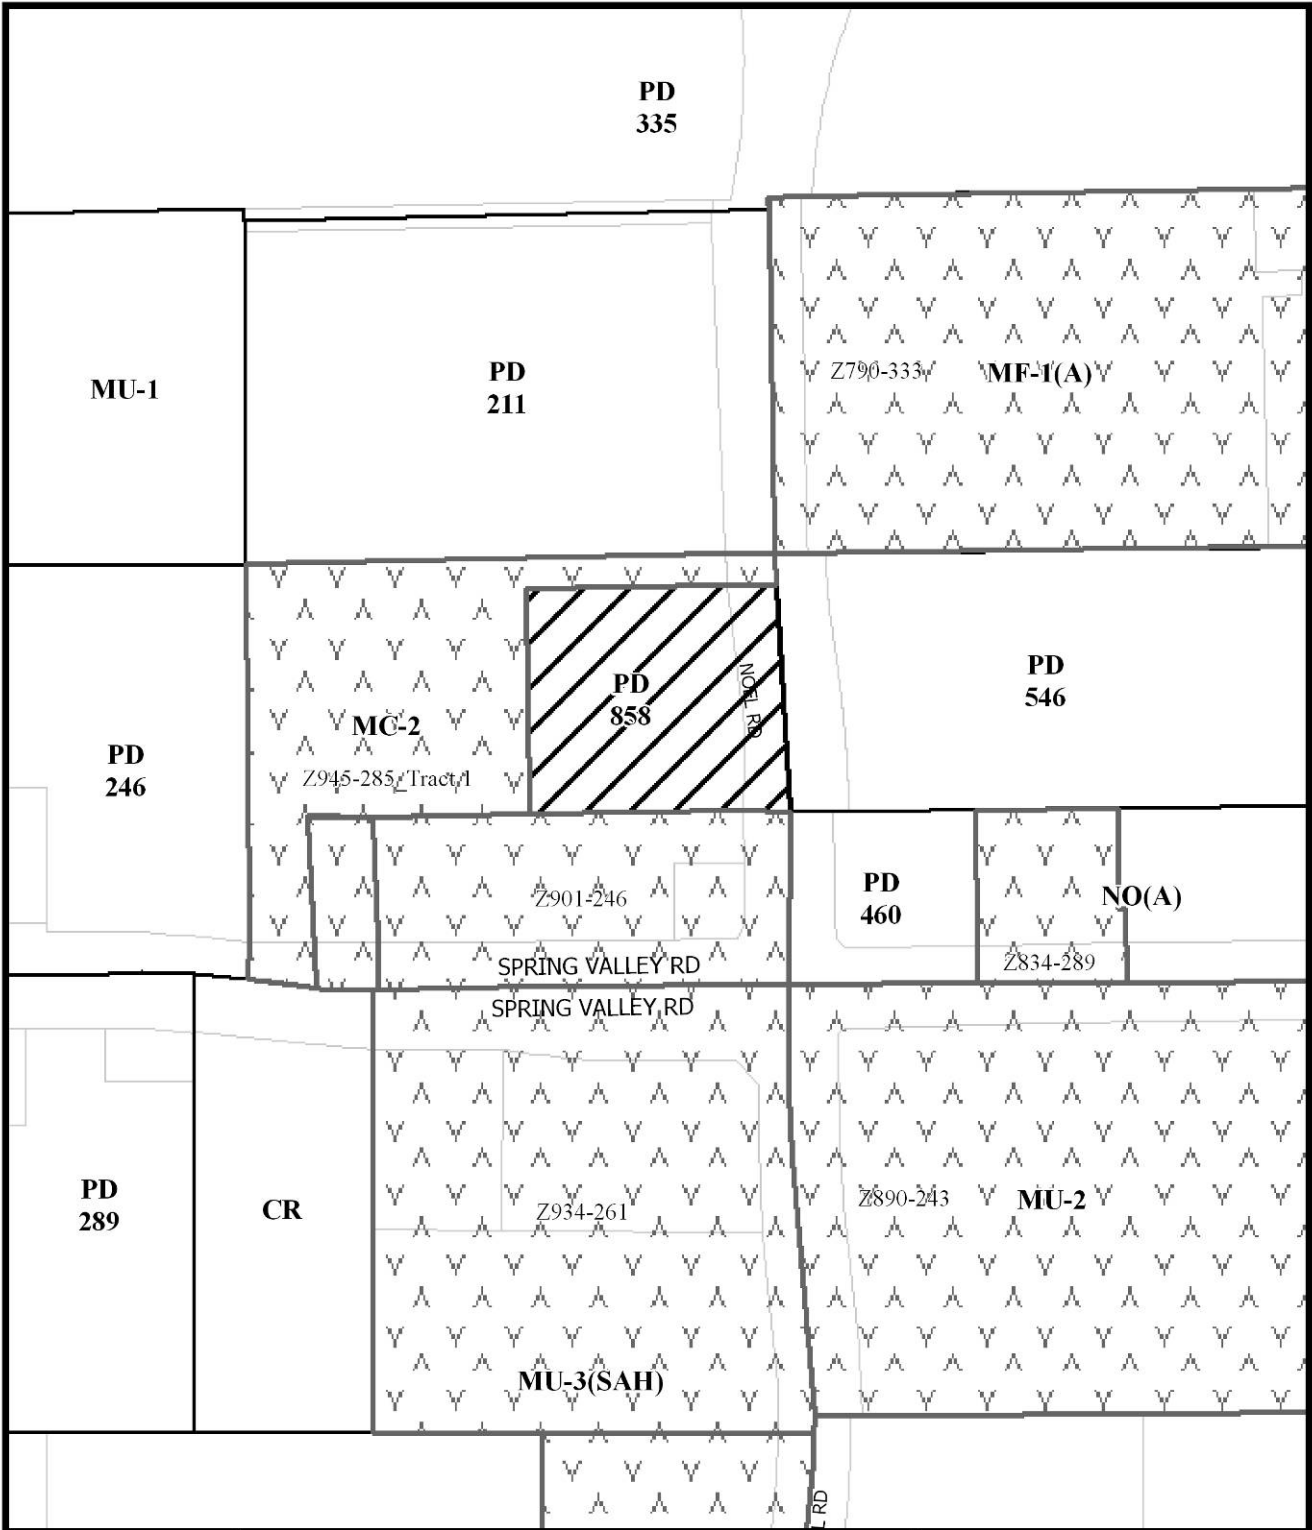 PD
335
MU-1
PD
211
Z790-333
MF-1(A)
PD
858
NOEL RD
PD
546
MC-2
Z945-285_Tract 1
PD
246
Z901-246
PD
460
NO(A)
Z834-289
SPRING VALLEY RD
SPRING VALLEY RD
PD
289
CR
Z934-261
Z890-243
MU-2
MU-3(SAH)
L RD